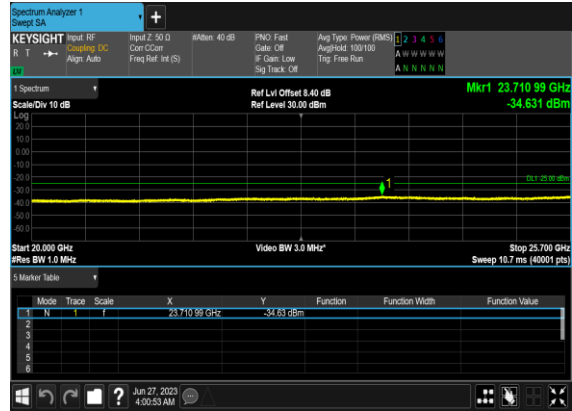 Spectrum Analyzer 1
Swept SA
+
KEYSIGHT Input: RF Input Z: 50 Ω #Atten: 40 dB PNO: Fast Avg Type: Power (RMS) 1 2 3 4 5 6
R T Coupling: DC Corr CCorr Gate: Off Avg|Hold: 100/100 A W W W W W
Align: Auto Freq Ref: Int (S) IF Gain: Low Trig: Free Run
Sig Track: Off A N N N N N
1 Spectrum Ref Lvl Offset 8.40 dB Mkr1 23.710 99 GHz
Scale/Div 10 dB Ref Level 30.00 dBm -34.631 dBm
Log
20.0
10.0
0.00
-10.0
-20.0 DL1 -25.00 dBm
-30.0 1
-40.0
-50.0
-60.0
Start 20.000 GHz Video BW 3.0 MHz* Stop 25.700 GHz
#Res BW 1.0 MHz Sweep 10.7 ms (40001 pts)
5 Marker Table
Mode Trace Scale X Y Function Function Width Function Value
1 N 1 f 23.710 99 GHz -34.63 dBm
2
3
4
5
6
? Jun 27, 2023
4:00:53 AM